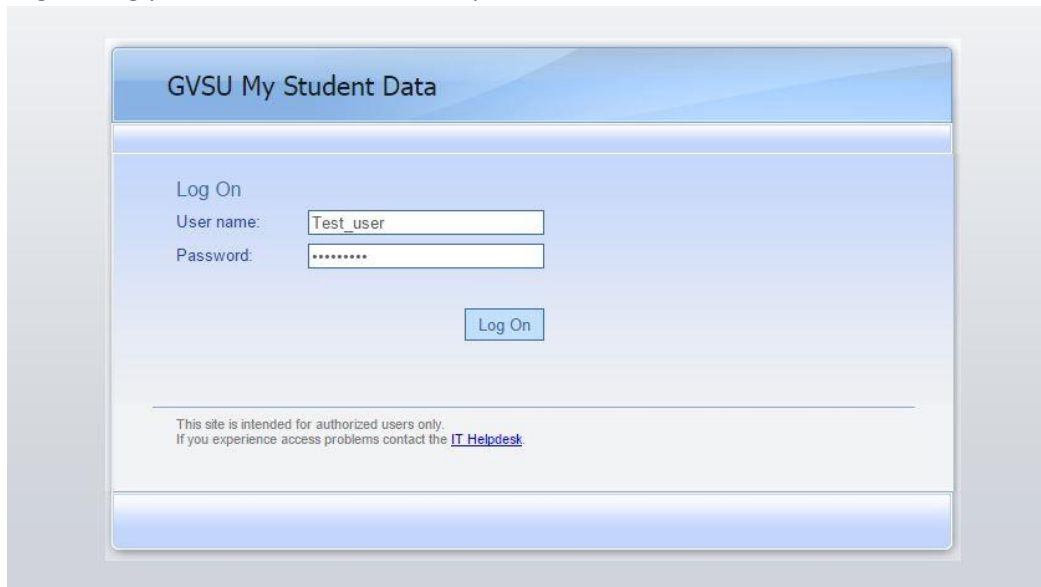 GVSU My Student Data
Log On
User name: Test_user
Password: •••••••••
Log On
This site is intended for authorized users only.
If you experience access problems contact the IT Helpdesk.